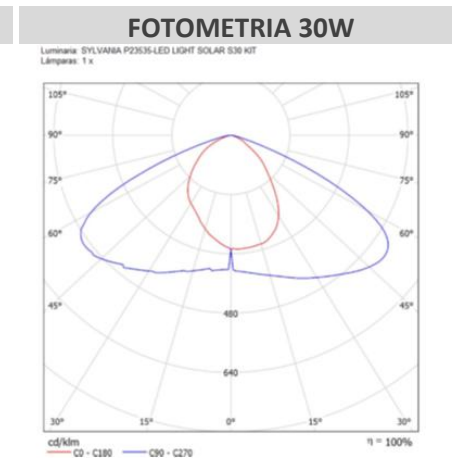 FOTOMETRIA 30W
Luminaria: SYLVANIA P23535-LED LIGHT SOLAR S30 KIT
Lámparas: 1 x
105° 105°
90° 90°
75° 75°
60° 60°
45° 45°
480
640
30° 15° 0° 15° 30°
cd/klm η = 100%
C0 - C180 C90 - C270